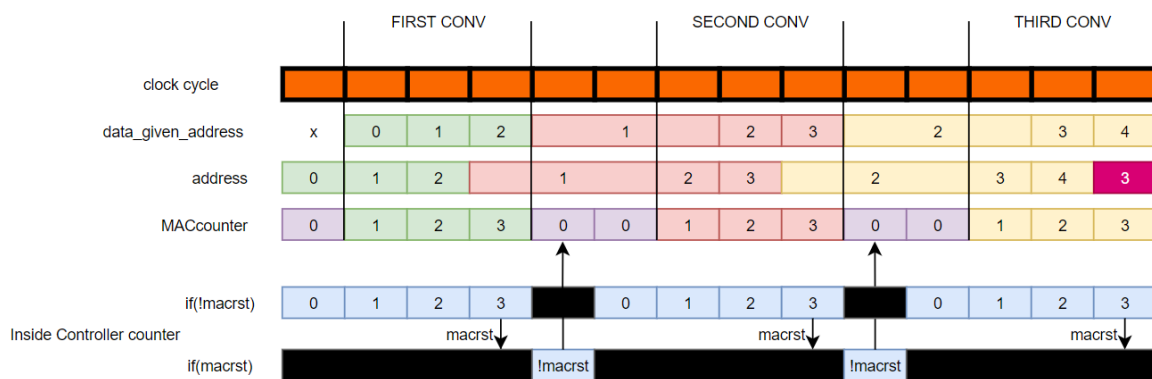 FIRST CONV SECOND CONV THIRD CONV
clock cycle
data_given_address x 0 1 2 1 2 3 2 3 4
address 0 1 2 1 2 3 2 3 4 3
MACcounter 0 1 2 3 0 0 1 2 3 0 0 1 2 3
if(!macrst) 0 1 2 3 0 1 2 3 0 1 2 3
Inside Controller counter macrst macrst macrst
if(macrst) !macrst !macrst